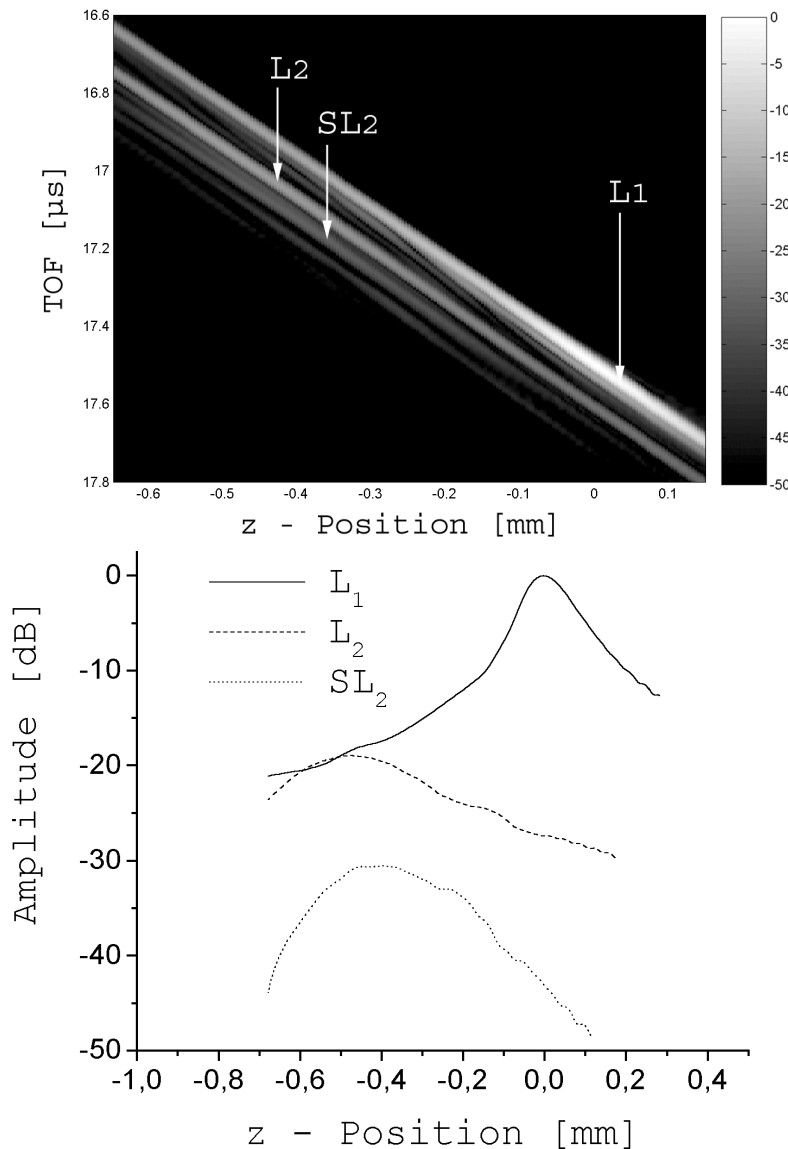 16.6
16.8
17
17.2
17.4
17.6
17.8
TOF [µs]
L2
SL2
L1
-0.6 -0.5 -0.4 -0.3 -0.2 -0.1 0 0.1
z - Position [mm]
0
-5
-10
-15
-20
-25
-30
-35
-40
-45
-50
Amplitude [dB]
0
-10
-20
-30
-40
-50
L1
L2
SL2
-1,0 -0,8 -0,6 -0,4 -0,2 0,0 0,2 0,4
z - Position [mm]